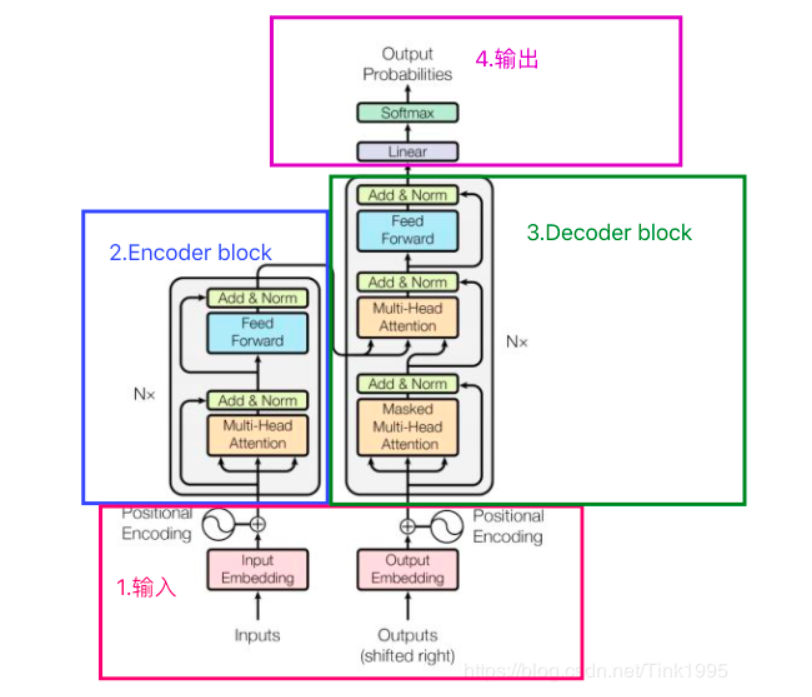 Output
Probabilities
4.输出
Softmax
Linear
Add & Norm
Feed
Forward
3.Decoder block
2.Encoder block
Add & Norm
Multi-Head
Attention
Add & Norm
Feed
Forward
N×
N×
Add & Norm
Masked
Multi-Head
Attention
Add & Norm
Multi-Head
Attention
Positional
Encoding
Positional
Encoding
1.输入
Input
Embedding
Output
Embedding
Inputs
Outputs
(shifted right)
https://blog.csdn.net/Tink1995